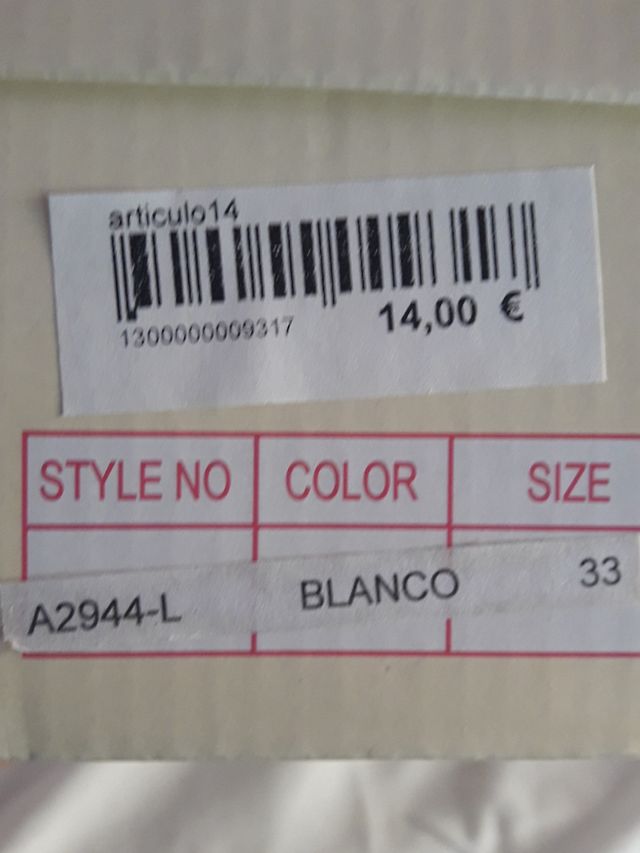 articulo14
1300000009317 14,00 €
STYLE NO COLOR SIZE
A2944-L BLANCO 33